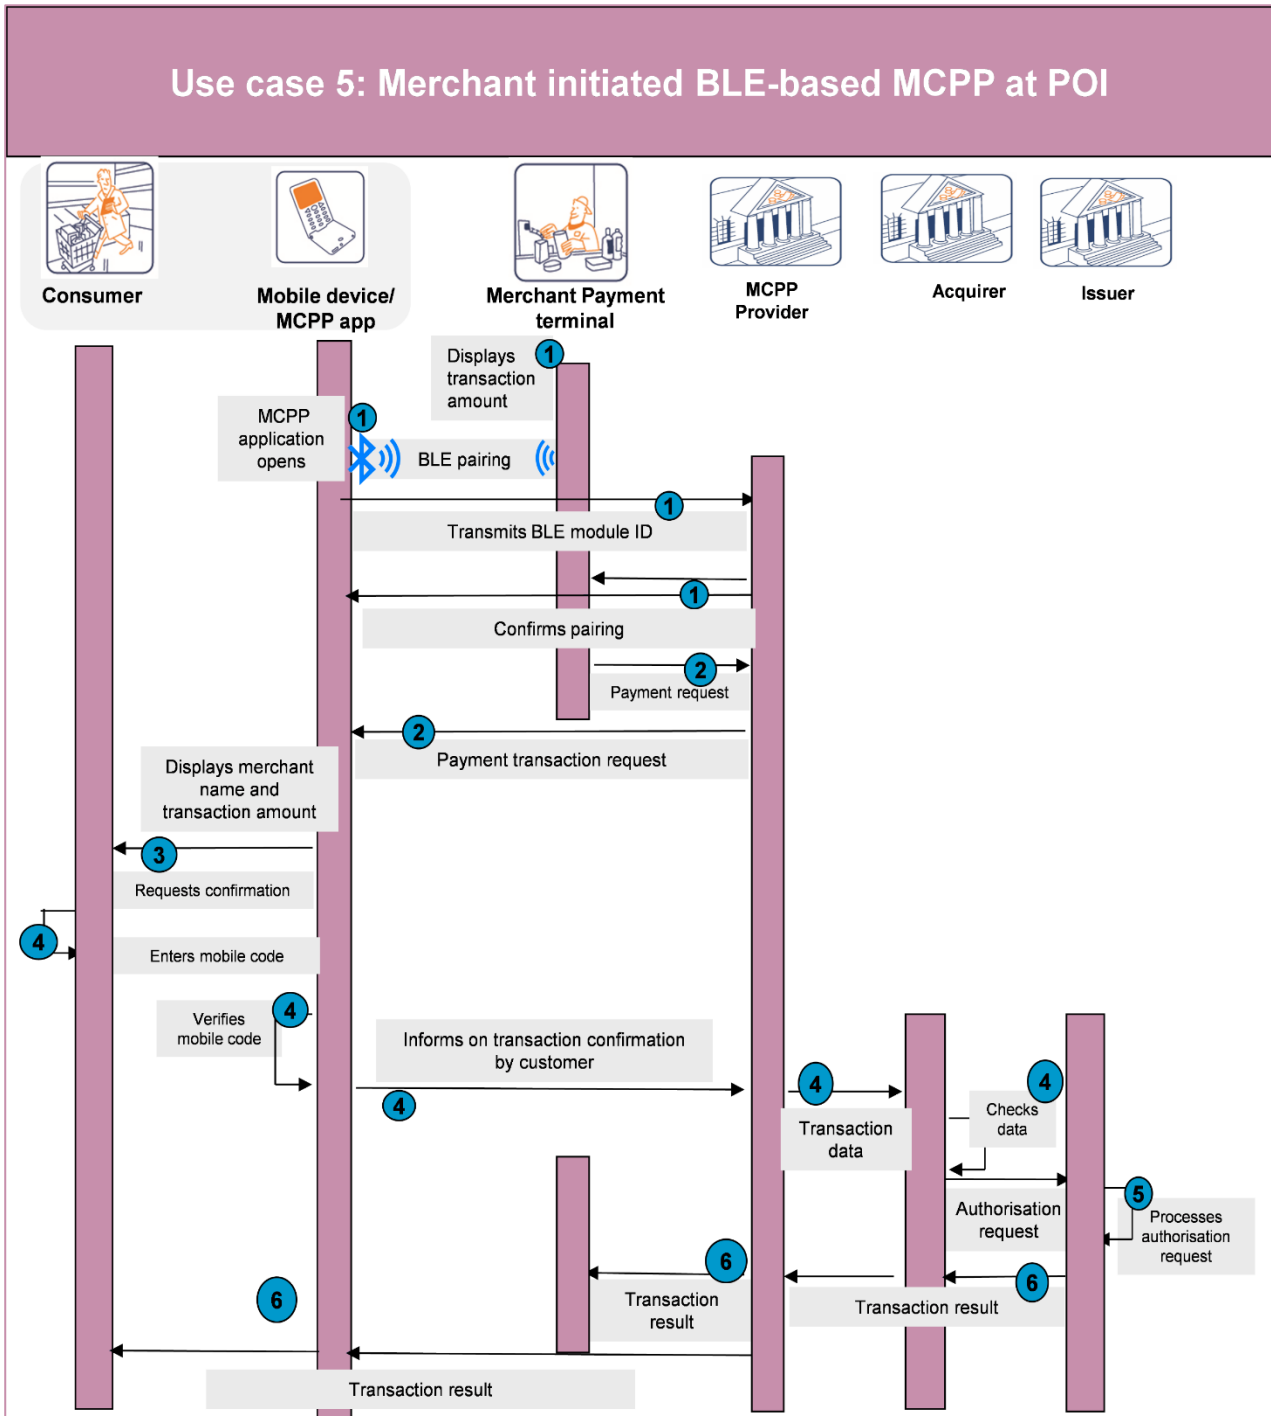 Use case 5: Merchant initiated BLE-based MCPP at POI
Consumer
Mobile device/
MCPP app
Merchant Payment
terminal
MCPP
Provider
Acquirer
Issuer
Displays
transaction
amount
1
MCPP
application
opens
1
BLE pairing
1
Transmits BLE module ID
1
Confirms pairing
2
Payment request
2
Payment transaction request
Displays merchant
name and
transaction amount
3
Requests confirmation
4
Enters mobile code
Verifies
mobile code
4
Informs on transaction confirmation
by customer
4
4
Transaction
data
4
Checks
data
Authorisation
request
5
Processes
authorisation
request
6
Transaction result
6
Transaction
result
6
Transaction result